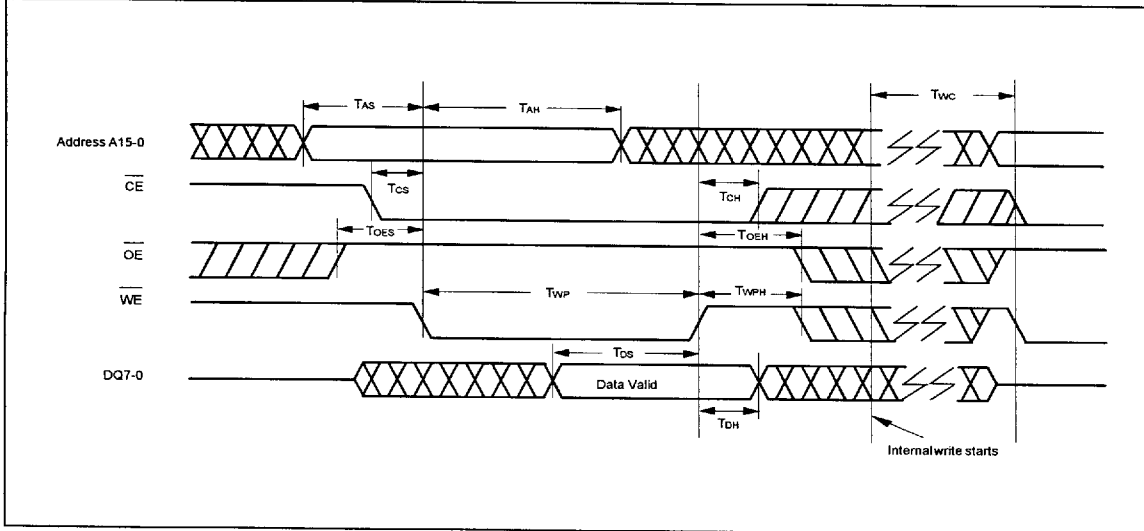 TAS
TAH
TWC
Address A15-0
CE
TCS
TCH
TOES
TOEH
OE
WE
TWP
TWPH
TDS
DQ7-0
Data Valid
TDH
Internal write starts